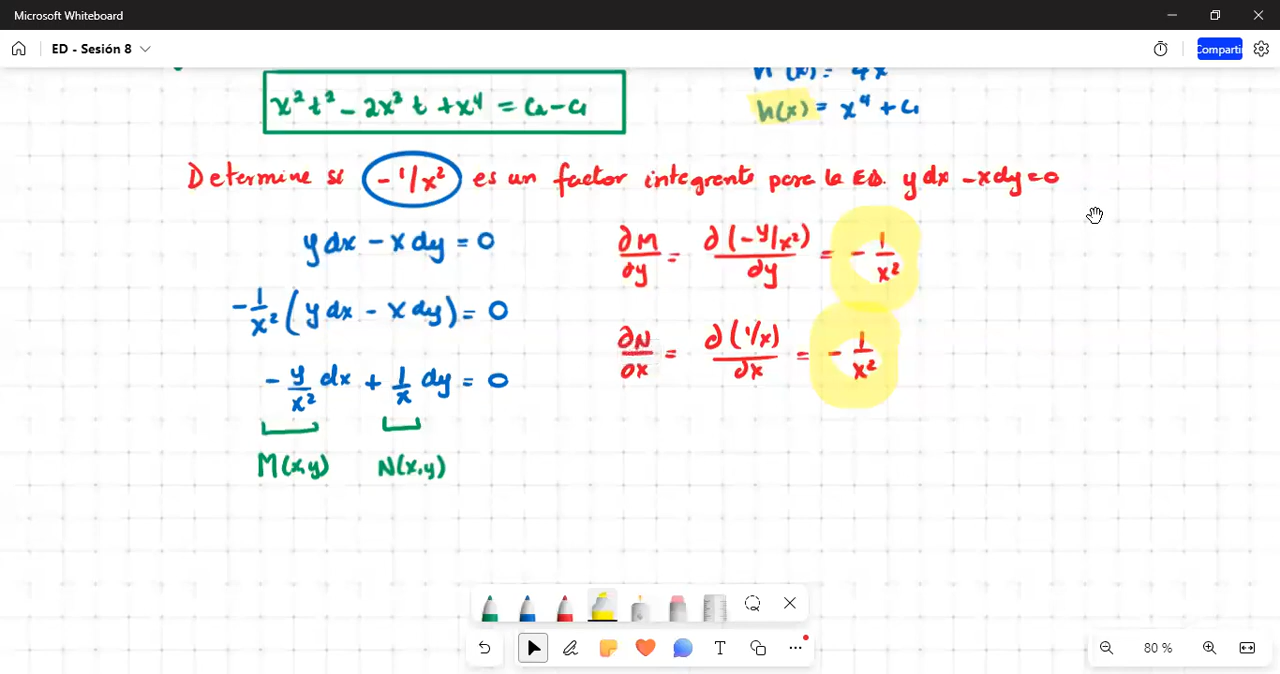 Microsoft Whiteboard
ED - Sesión 8
Compartir
h'(x) = 4x
x²t² - 2x²t + x⁴ = C₂ - C₁
h(x) = x⁴ + C₁
Determine si -1/x² es un factor integrante para la ED. y dx - x dy = 0
y dx - x dy = 0
∂M/∂y = ∂(-y/x²)/∂y = - 1/x²
-1/x² (y dx - x dy) = 0
∂N/∂x = ∂(1/x)/∂x = - 1/x²
- y/x² dx + 1/x dy = 0
M(x,y) N(x,y)
80 %